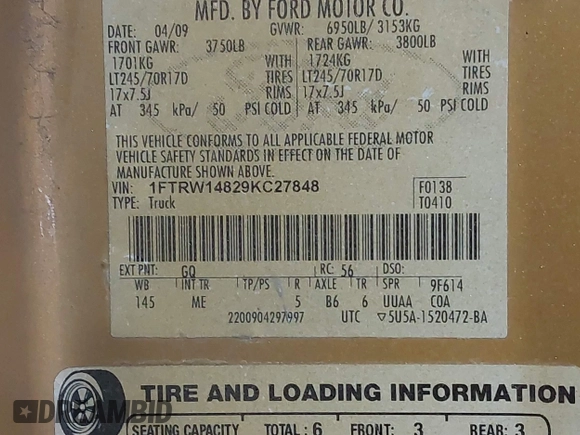 MFD. BY FORD MOTOR CO.
DATE: 04/09 GVWR: 6950LB/ 3153KG
FRONT GAWR: 3750LB REAR GAWR: 3800LB
1701KG WITH 1724KG WITH
LT245/70R17D TIRES LT245/70R17D TIRES
17x7.5J RIMS 17x7.5J RIMS
AT 345 kPa/ 50 PSI COLD AT 345 kPa/ 50 PSI COLD
THIS VEHICLE CONFORMS TO ALL APPLICABLE FEDERAL MOTOR
VEHICLE SAFETY STANDARDS IN EFFECT ON THE DATE OF
MANUFACTURE SHOWN ABOVE.
VIN: 1FTRW14829KC27848 F0138
TYPE: Truck T0410
EXT PNT: GQ RC: 56 DSO:
WB INT TR TP/PS R AXLE TR SPR 9F614
145 ME 5 B6 6 UUAA COA
2200904297997 UTC ▽5U5A-1520472-BA
TIRE AND LOADING INFORMATION
SEATING CAPACITY TOTAL: 6 FRONT: 3 REAR: 3
DREAMBID